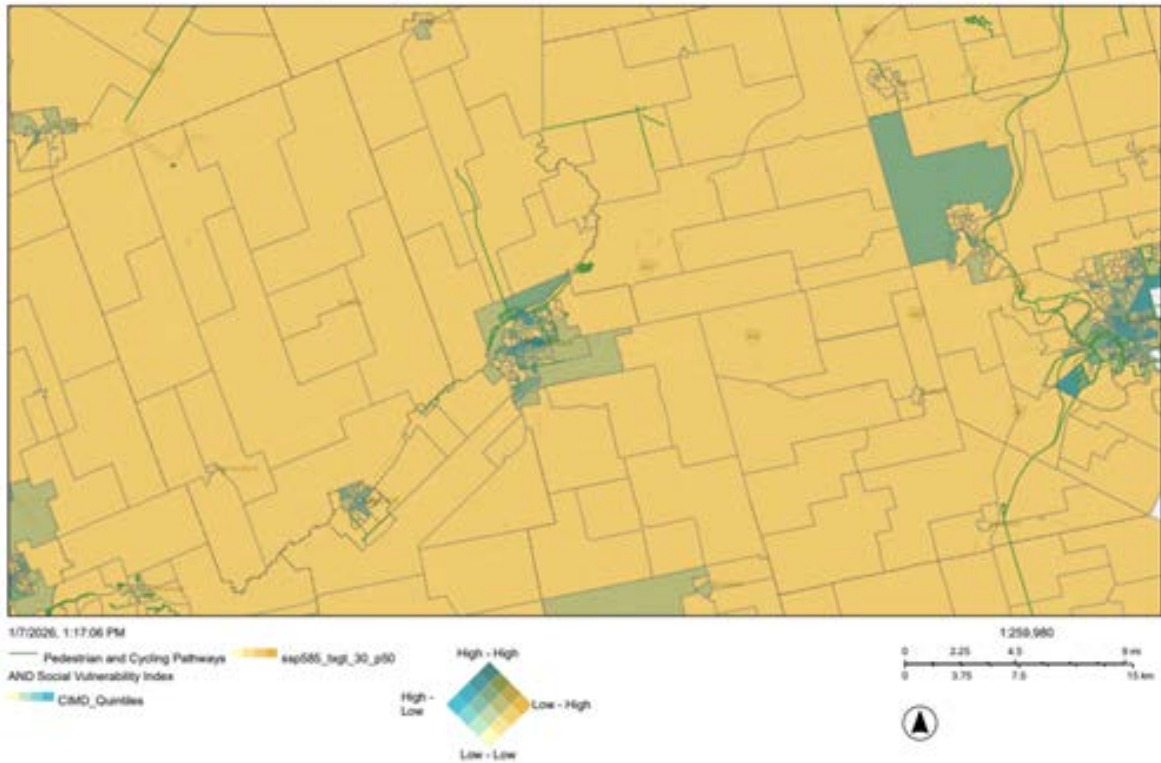 1/7/2026, 1:17:06 PM
Pedestrian and Cycling Pathways
ssp585_txgt_30_p50
AND Social Vulnerability Index
CIMD_Quintiles
High - High
High -
Low
Low - High
Low - Low
1:259,980
0 2.25 4.5 9 mi
0 3.75 7.5 15 km